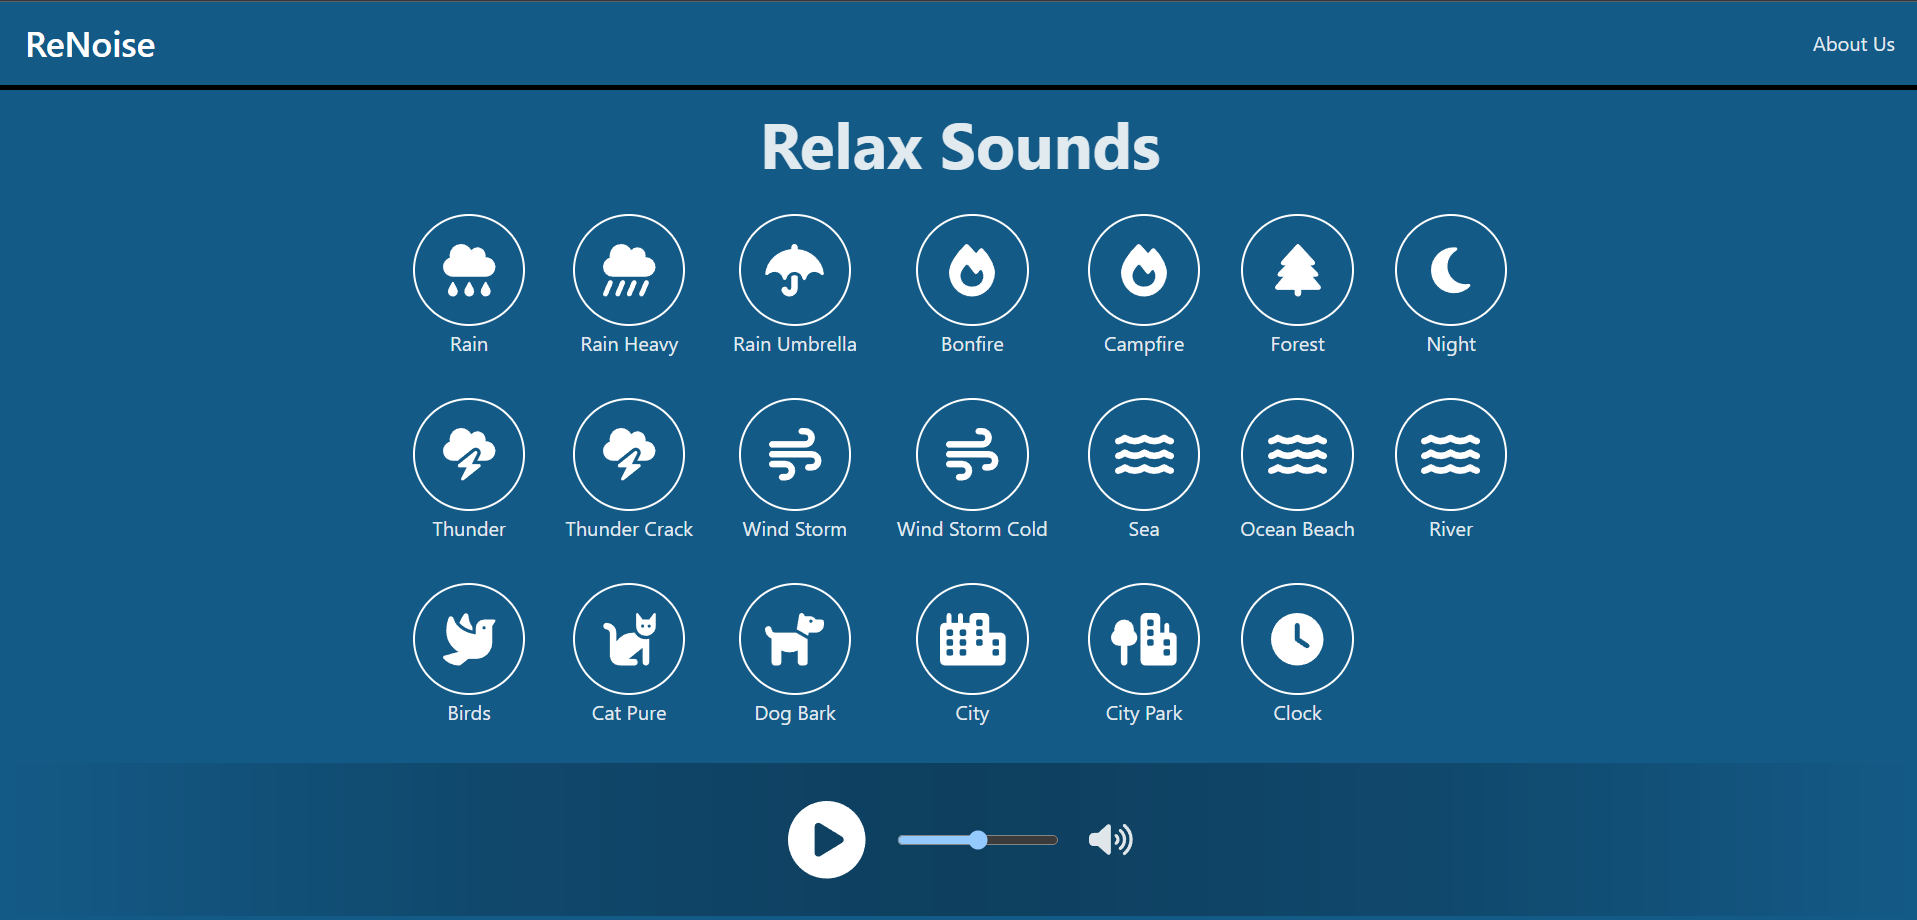 ReNoise
About Us
Relax Sounds
Rain
Rain Heavy
Rain Umbrella
Bonfire
Campfire
Forest
Night
Thunder
Thunder Crack
Wind Storm
Wind Storm Cold
Sea
Ocean Beach
River
Birds
Cat Pure
Dog Bark
City
City Park
Clock